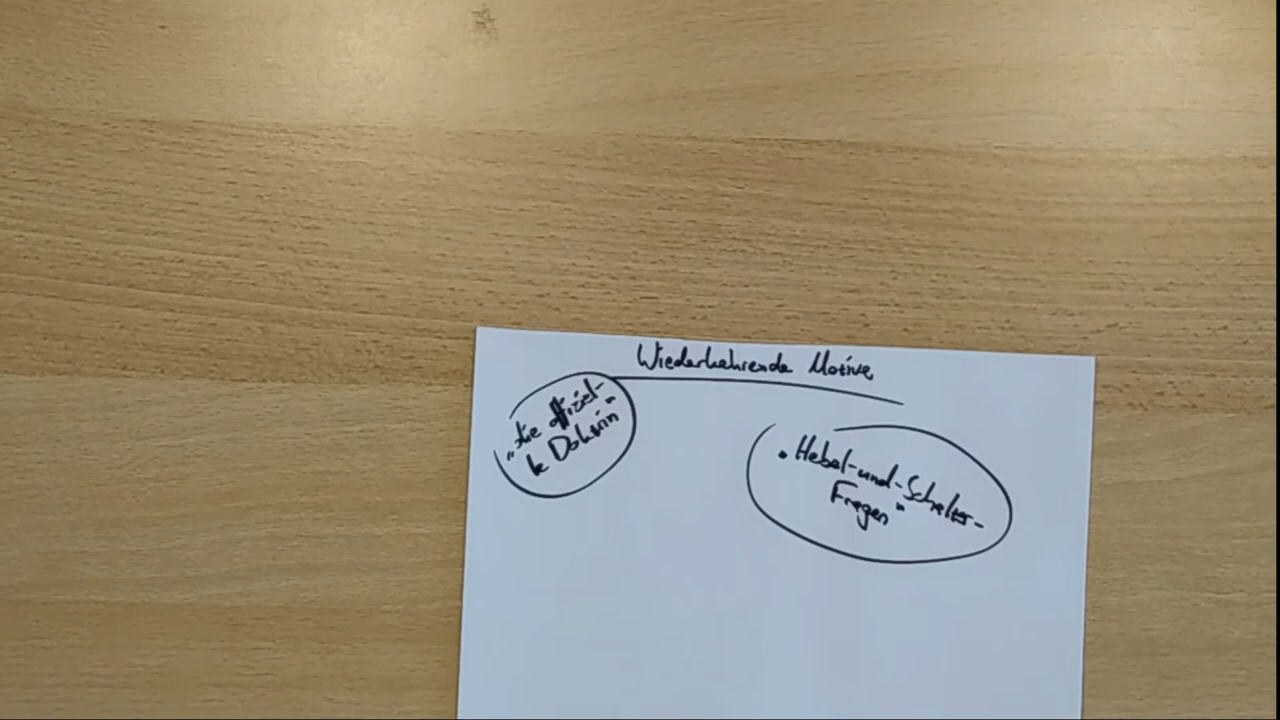 Wiederkehrende Motive
„die offiziel-
le Doktrin"
„Hebel-und-Schalter-
Fragen"